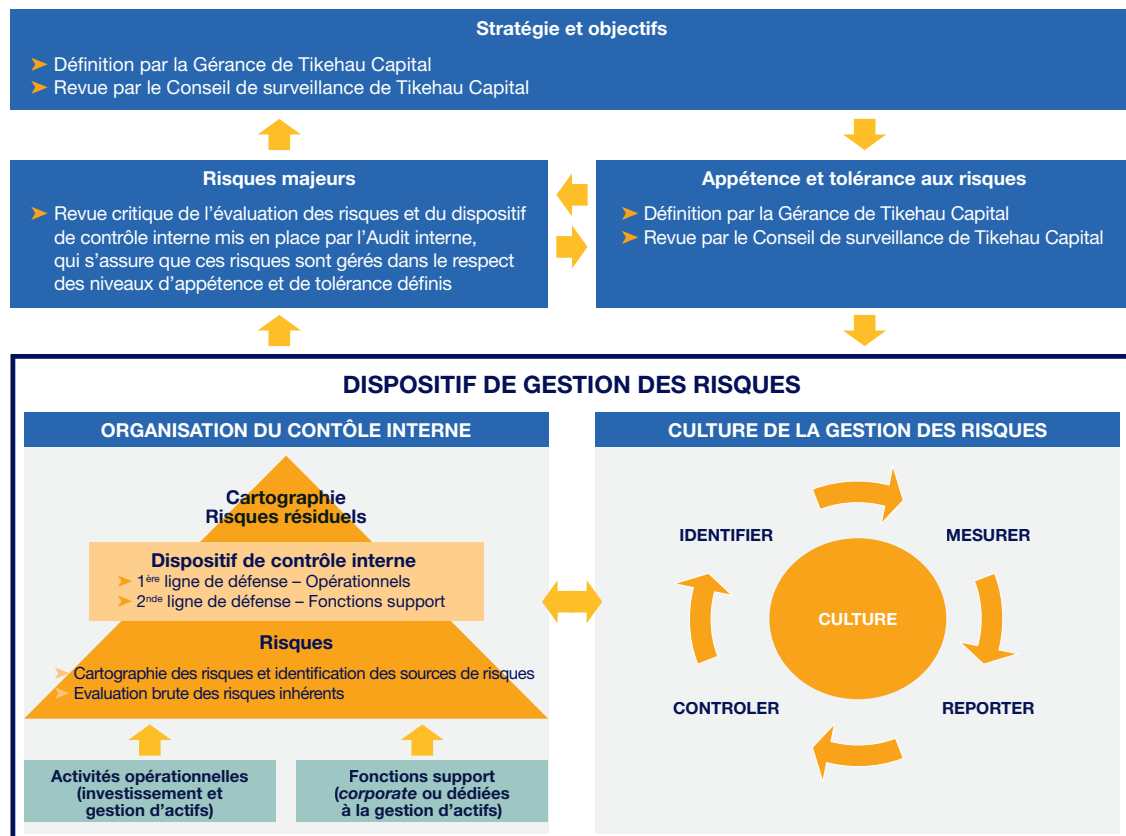 Stratégie et objectifs
➤ Définition par la Gérance de Tikehau Capital
➤ Revue par le Conseil de surveillance de Tikehau Capital
Risques majeurs
➤ Revue critique de l’évaluation des risques et du dispositif
de contrôle interne mis en place par l’Audit interne,
qui s’assure que ces risques sont gérés dans le respect
des niveaux d’appétence et de tolérance définis
Appétence et tolérance aux risques
➤ Définition par la Gérance de Tikehau Capital
➤ Revue par le Conseil de surveillance de Tikehau Capital
DISPOSITIF DE GESTION DES RISQUES
ORGANISATION DU CONTÔLE INTERNE
Cartographie
Risques résiduels
Dispositif de contrôle interne
➤ 1ère ligne de défense – Opérationnels
➤ 2nde ligne de défense – Fonctions support
Risques
➤ Cartographie des risques et identification des sources de risques
➤ Evaluation brute des risques inhérents
Activités opérationnelles
(investissement et
gestion d’actifs)
Fonctions support
(corporate ou dédiées
à la gestion d’actifs)
CULTURE DE LA GESTION DES RISQUES
IDENTIFIER
MESURER
CULTURE
CONTROLER
REPORTER